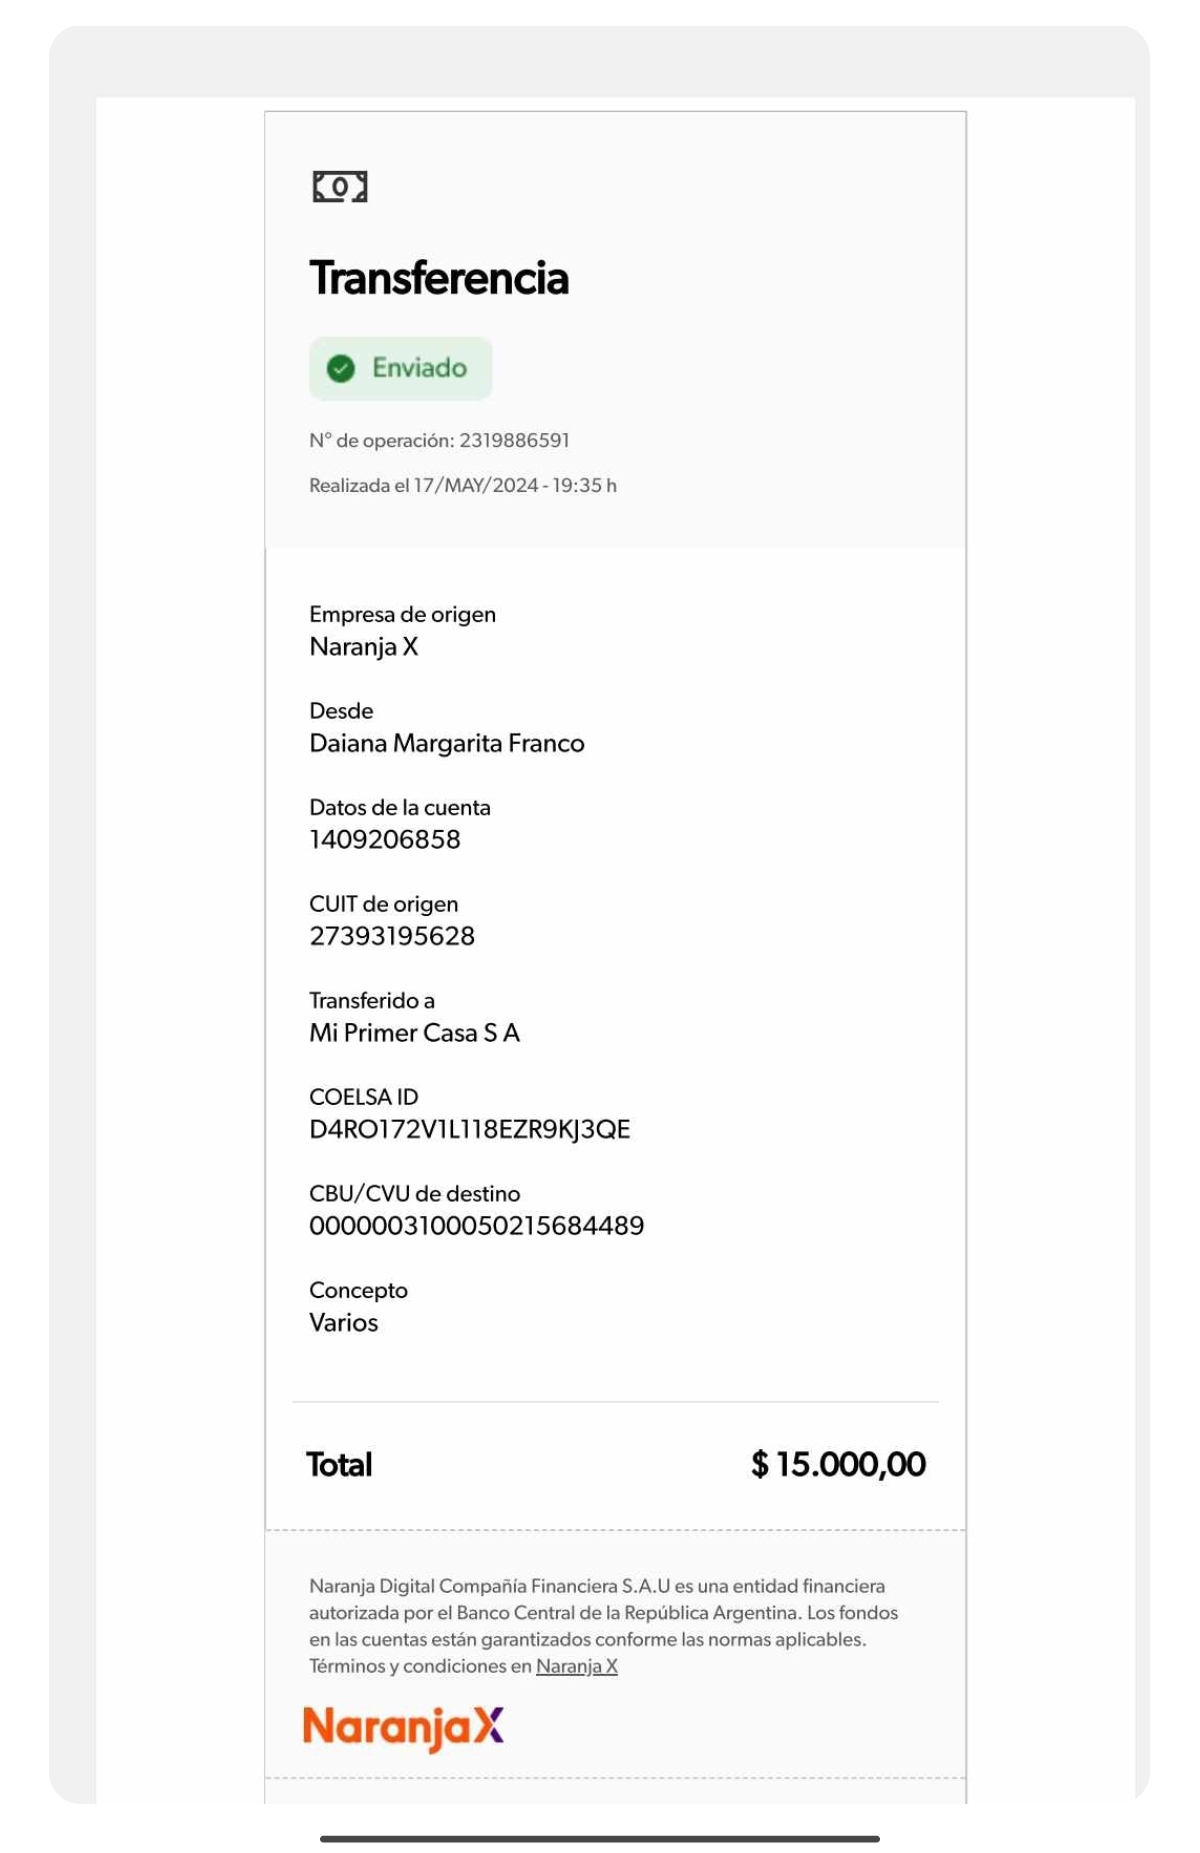 Transferencia
Enviado
N° de operación: 2319886591
Realizada el 17/MAY/2024 - 19:35 h
Empresa de origen
Naranja X
Desde
Daiana Margarita Franco
Datos de la cuenta
1409206858
CUIT de origen
27393195628
Transferido a
Mi Primer Casa S A
COELSA ID
D4RO172V1L118EZR9KJ3QE
CBU/CVU de destino
0000003100050215684489
Concepto
Varios
Total $ 15.000,00
Naranja Digital Compañía Financiera S.A.U es una entidad financiera
autorizada por el Banco Central de la República Argentina. Los fondos
en las cuentas están garantizados conforme las normas aplicables.
Términos y condiciones en Naranja X
NaranjaX